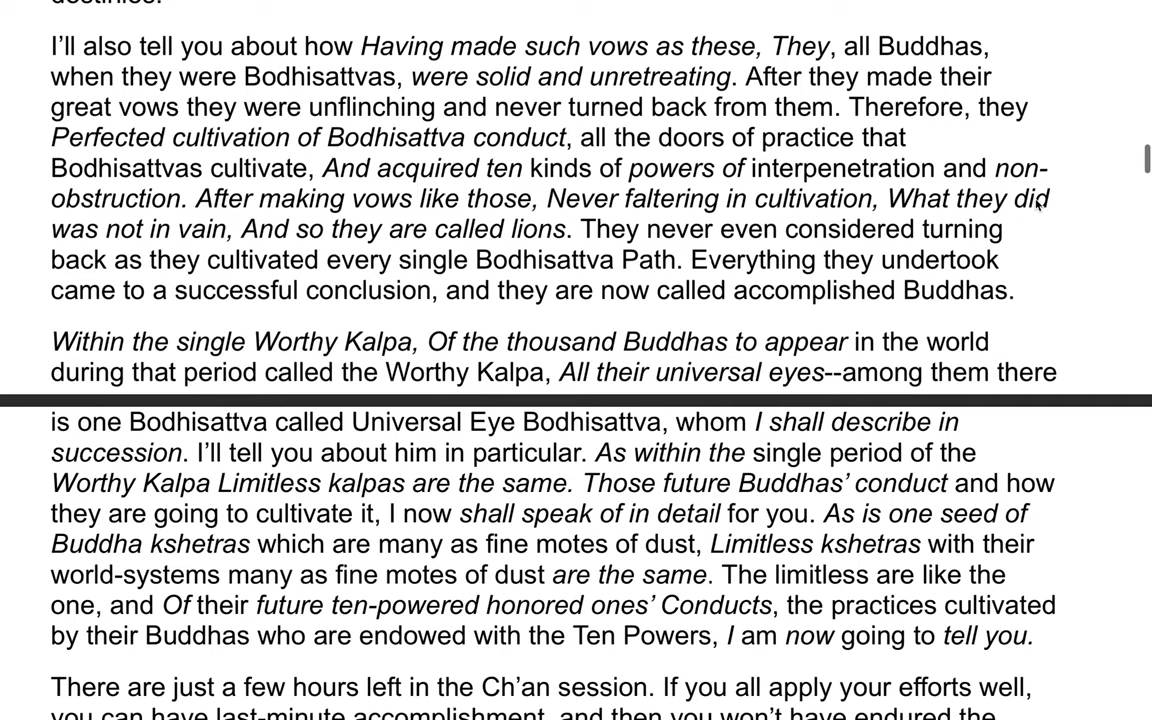 destinies.
I’ll also tell you about how Having made such vows as these, They, all Buddhas,
when they were Bodhisattvas, were solid and unretreating. After they made their
great vows they were unflinching and never turned back from them. Therefore, they
Perfected cultivation of Bodhisattva conduct, all the doors of practice that
Bodhisattvas cultivate, And acquired ten kinds of powers of interpenetration and non-
obstruction. After making vows like those, Never faltering in cultivation, What they did
was not in vain, And so they are called lions. They never even considered turning
back as they cultivated every single Bodhisattva Path. Everything they undertook
came to a successful conclusion, and they are now called accomplished Buddhas.
Within the single Worthy Kalpa, Of the thousand Buddhas to appear in the world
during that period called the Worthy Kalpa, All their universal eyes--among them there
is one Bodhisattva called Universal Eye Bodhisattva, whom I shall describe in
succession. I’ll tell you about him in particular. As within the single period of the
Worthy Kalpa Limitless kalpas are the same. Those future Buddhas’ conduct and how
they are going to cultivate it, I now shall speak of in detail for you. As is one seed of
Buddha kshetras which are many as fine motes of dust, Limitless kshetras with their
world-systems many as fine motes of dust are the same. The limitless are like the
one, and Of their future ten-powered honored ones’ Conducts, the practices cultivated
by their Buddhas who are endowed with the Ten Powers, I am now going to tell you.
There are just a few hours left in the Ch’an session. If you all apply your efforts well,
you can have last-minute accomplishment, and then you won’t have endured the